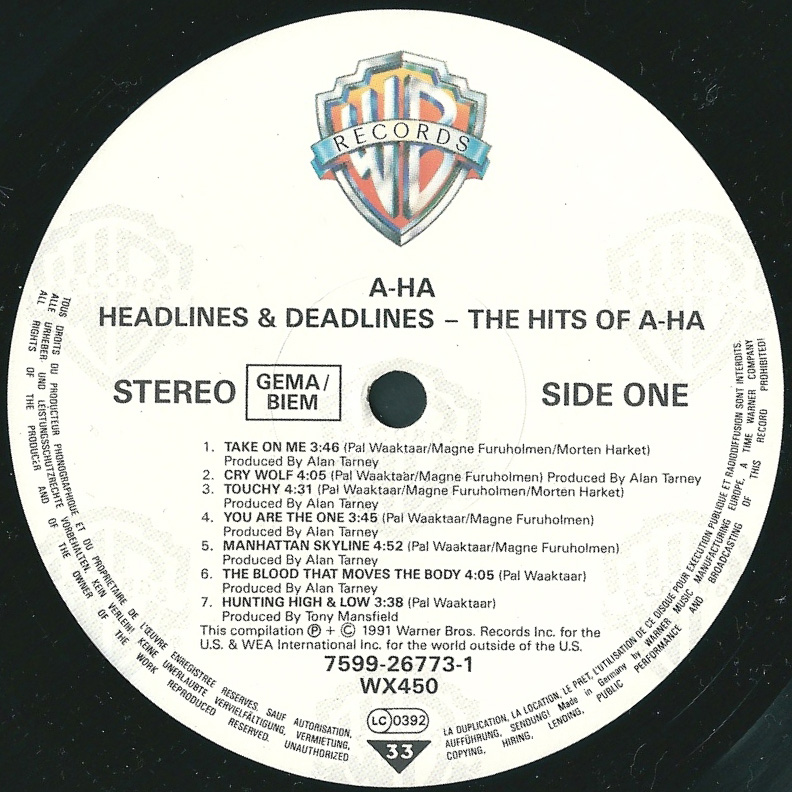 WB
RECORDS
A-HA
HEADLINES & DEADLINES – THE HITS OF A-HA
STEREO
GEMA/
BIEM
SIDE ONE
1. TAKE ON ME 3:46 (Pal Waaktaar/Magne Furuholmen/Morten Harket)
Produced By Alan Tarney
2. CRY WOLF 4:05 (Pal Waaktaar/Magne Furuholmen) Produced By Alan Tarney
3. TOUCHY 4:31 (Pal Waaktaar/Magne Furuholmen/Morten Harket)
Produced By Alan Tarney
4. YOU ARE THE ONE 3:45 (Pal Waaktaar/Magne Furuholmen)
Produced By Alan Tarney
5. MANHATTAN SKYLINE 4:52 (Pal Waaktaar/Magne Furuholmen)
Produced By Alan Tarney
6. THE BLOOD THAT MOVES THE BODY 4:05 (Pal Waaktaar)
Produced By Alan Tarney
7. HUNTING HIGH & LOW 3:38 (Pal Waaktaar)
Produced By Tony Mansfield
This compilation ℗ + © 1991 Warner Bros. Records Inc. for the
U.S. & WEA International Inc. for the world outside of the U.S.
7599-26773-1
WX450
LC 0392
33
TOUS DROITS DU PRODUCTEUR PHONOGRAPHIQUE ET DU PROPRIETAIRE DE L'ŒUVRE ENREGISTREE RESERVES. SAUF AUTORISATION, LA DUPLICATION, LA LOCATION, LE PRET, L'UTILISATION DE CE DISQUE POUR EXECUTION PUBLIQUE ET RADIODIFFUSION SONT INTERDITS.
ALLE URHEBER UND LEISTUNGSSCHUTZRECHTE VORBEHALTEN. KEIN VERLEIH! KEINE UNERLAUBTE VERVIELFÄLTIGUNG, VERMIETUNG, AUFFÜHRUNG, SENDUNG! Made in Germany by WARNER MUSIC MANUFACTURING EUROPE, A TIME WARNER COMPANY
ALL RIGHTS OF THE PRODUCER AND OF THE OWNER OF THE WORK REPRODUCED RESERVED. UNAUTHORIZED COPYING, HIRING, LENDING, PUBLIC PERFORMANCE AND BROADCASTING OF THIS RECORD PROHIBITED!